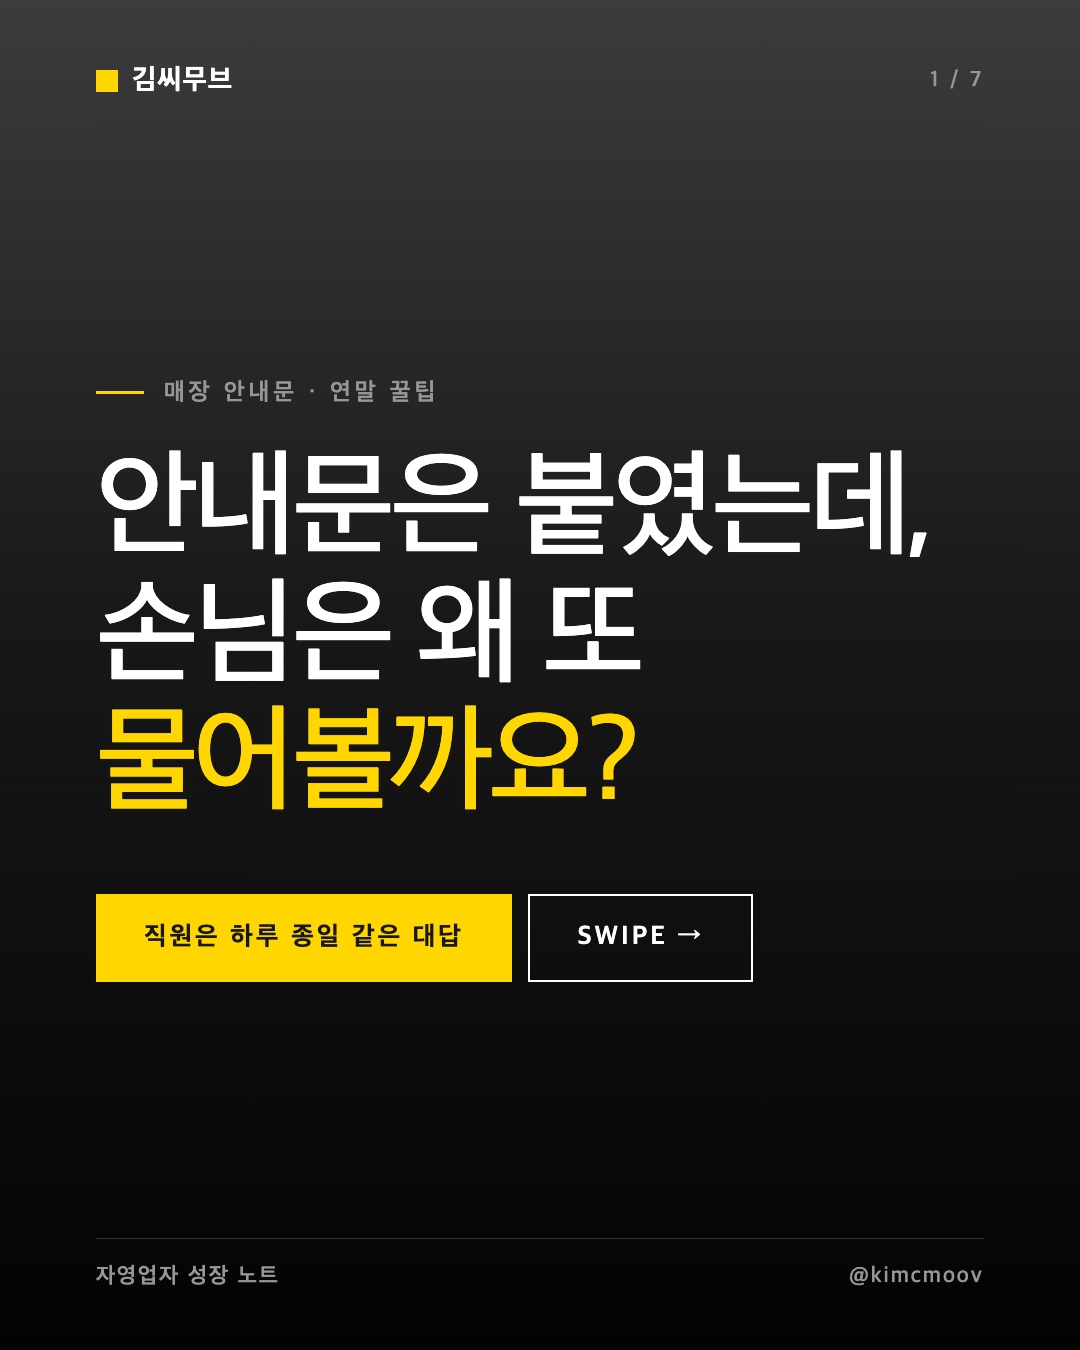 김씨무브
1 / 7
매장 안내문 · 연말 꿀팁
안내문은 붙였는데,
손님은 왜 또
물어볼까요?
직원은 하루 종일 같은 대답
SWIPE →
자영업자 성장 노트
@kimcmoov